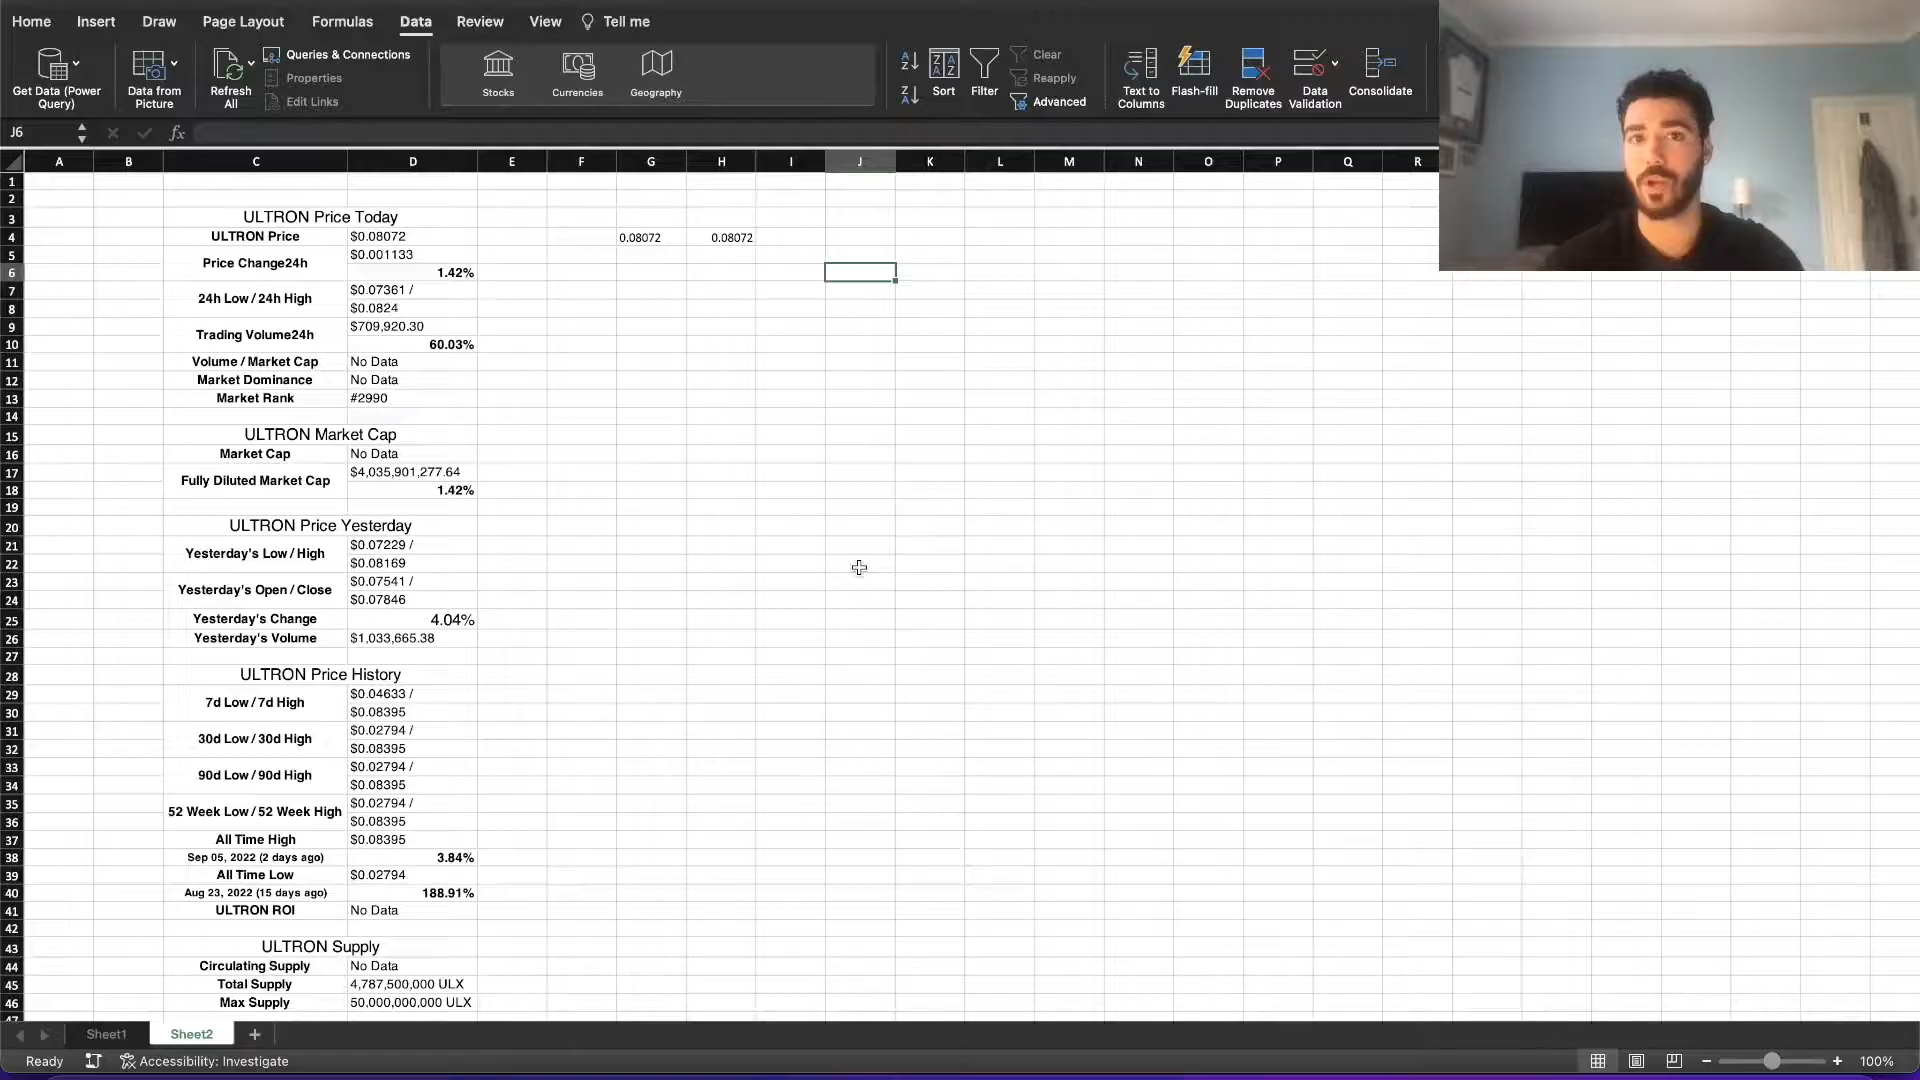 Home Insert Draw Page Layout Formulas Data Review View Tell me
Get Data (Power Query)
Data from Picture
Refresh All
Queries & Connections
Properties
Edit Links
Stocks
Currencies
Geography
Sort
Filter
Clear
Reapply
Advanced
Text to Columns
Flash-fill
Remove Duplicates
Data Validation
Consolidate
J6 fx
A B C D E F G H I J K L M N O P Q R
1
2
3 ULTRON Price Today
4 ULTRON Price $0.08072 0.08072 0.08072
5 Price Change24h $0.001133
6 1.42%
7 24h Low / 24h High $0.07361 /
8 $0.0824
9 Trading Volume24h $709,920.30
10 60.03%
11 Volume / Market Cap No Data
12 Market Dominance No Data
13 Market Rank #2990
14
15 ULTRON Market Cap
16 Market Cap No Data
17 Fully Diluted Market Cap $4,035,901,277.64
18 1.42%
19
20 ULTRON Price Yesterday
21 Yesterday's Low / High $0.07229 /
22 $0.08169
23 Yesterday's Open / Close $0.07541 /
24 $0.07846
25 Yesterday's Change 4.04%
26 Yesterday's Volume $1,033,665.38
27
28 ULTRON Price History
29 7d Low / 7d High $0.04633 /
30 $0.08395
31 30d Low / 30d High $0.02794 /
32 $0.08395
33 90d Low / 90d High $0.02794 /
34 $0.08395
35 52 Week Low / 52 Week High $0.02794 /
36 $0.08395
37 All Time High $0.08395
38 Sep 05, 2022 (2 days ago) 3.84%
39 All Time Low $0.02794
40 Aug 23, 2022 (15 days ago) 188.91%
41 ULTRON ROI No Data
42
43 ULTRON Supply
44 Circulating Supply No Data
45 Total Supply 4,787,500,000 ULX
46 Max Supply 50,000,000,000 ULX
47
Sheet1 Sheet2 +
Ready Accessibility: Investigate 100%